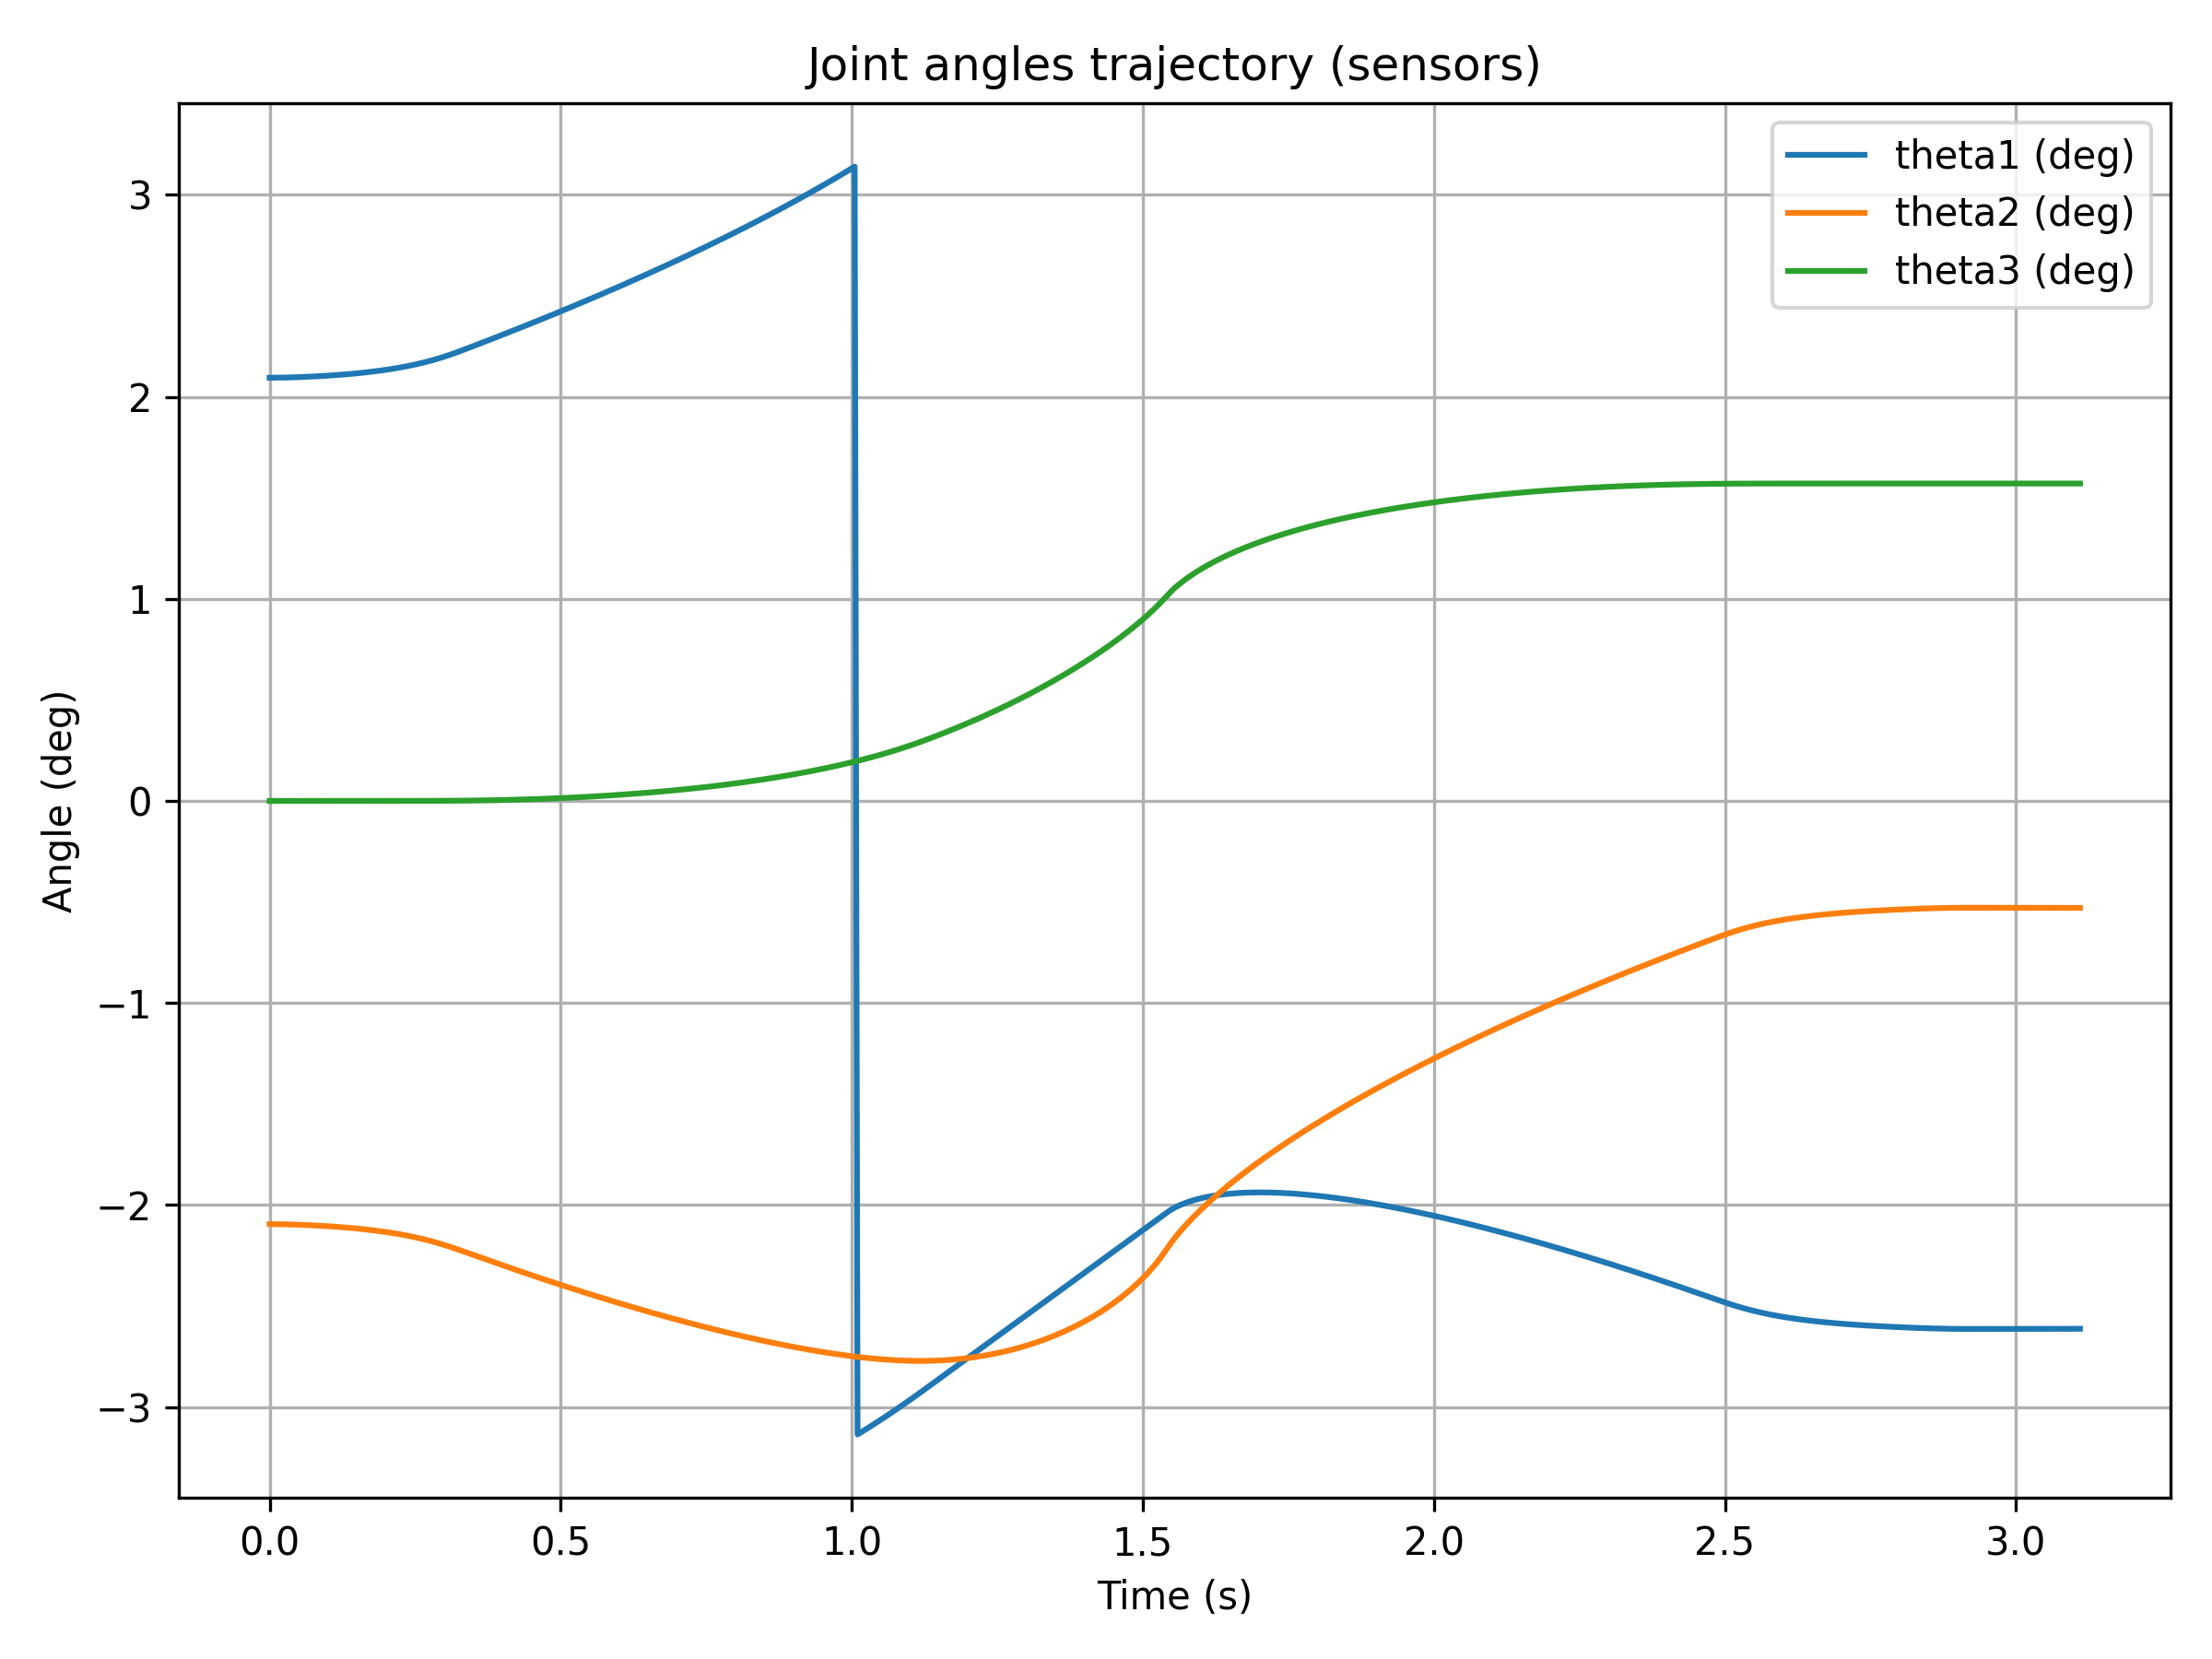 Joint angles trajectory (sensors)
theta1 (deg)
theta2 (deg)
theta3 (deg)
Angle (deg)
3
2
1
0
−1
−2
−3
0.0 0.5 1.0 1.5 2.0 2.5 3.0
Time (s)